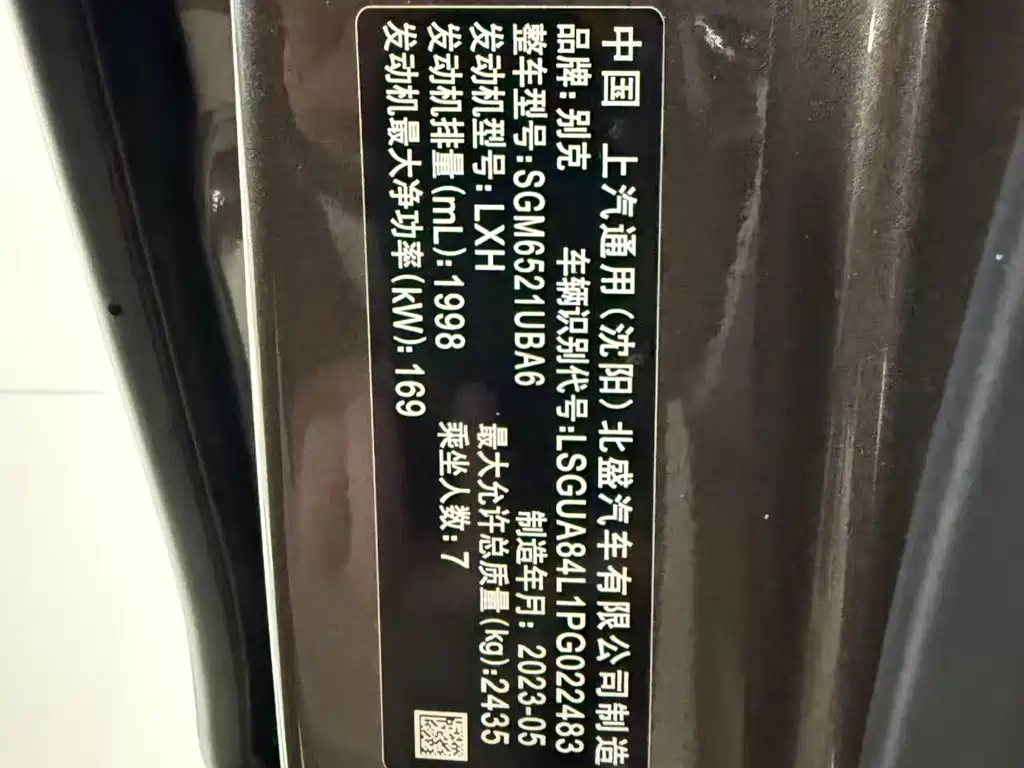 中国 上汽通用(沈阳)北盛汽车有限公司制造
品牌:别克 车辆识别代号:LSGUA84L1PG022483
整车型号:SGM6521UBA6 制造年月:2023-05
发动机型号:LXH 最大允许总质量(kg):2435
发动机排量(mL):1998 乘坐人数:7
发动机最大净功率(kW):169